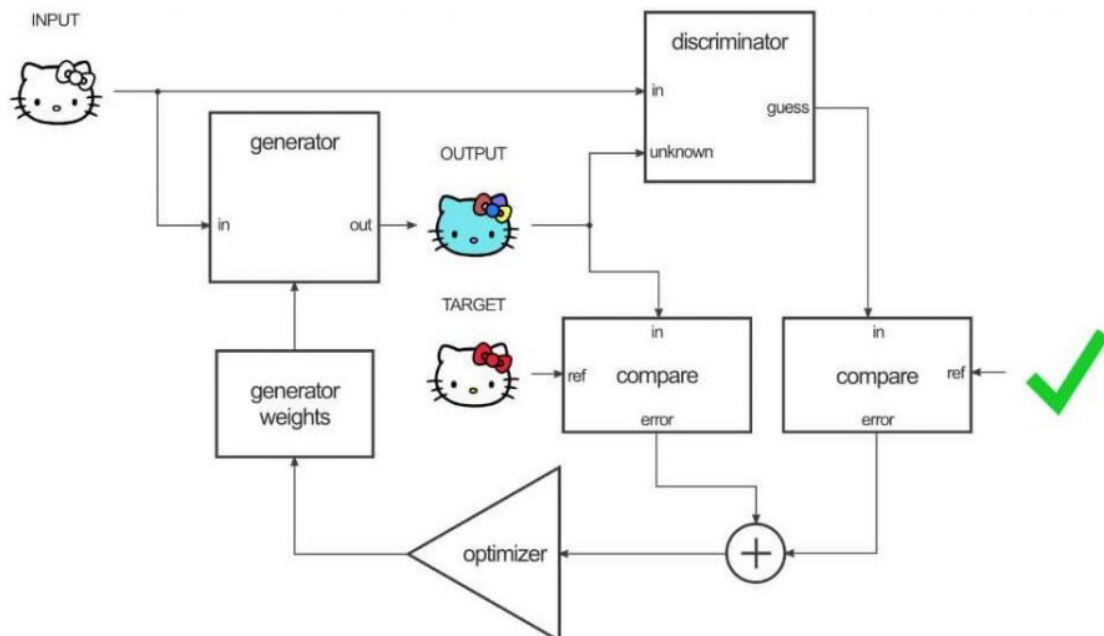 INPUT
discriminator
in
guess
generator
OUTPUT
unknown
in
out
TARGET
in
in
generator
weights
ref
compare
compare
ref
error
error
optimizer